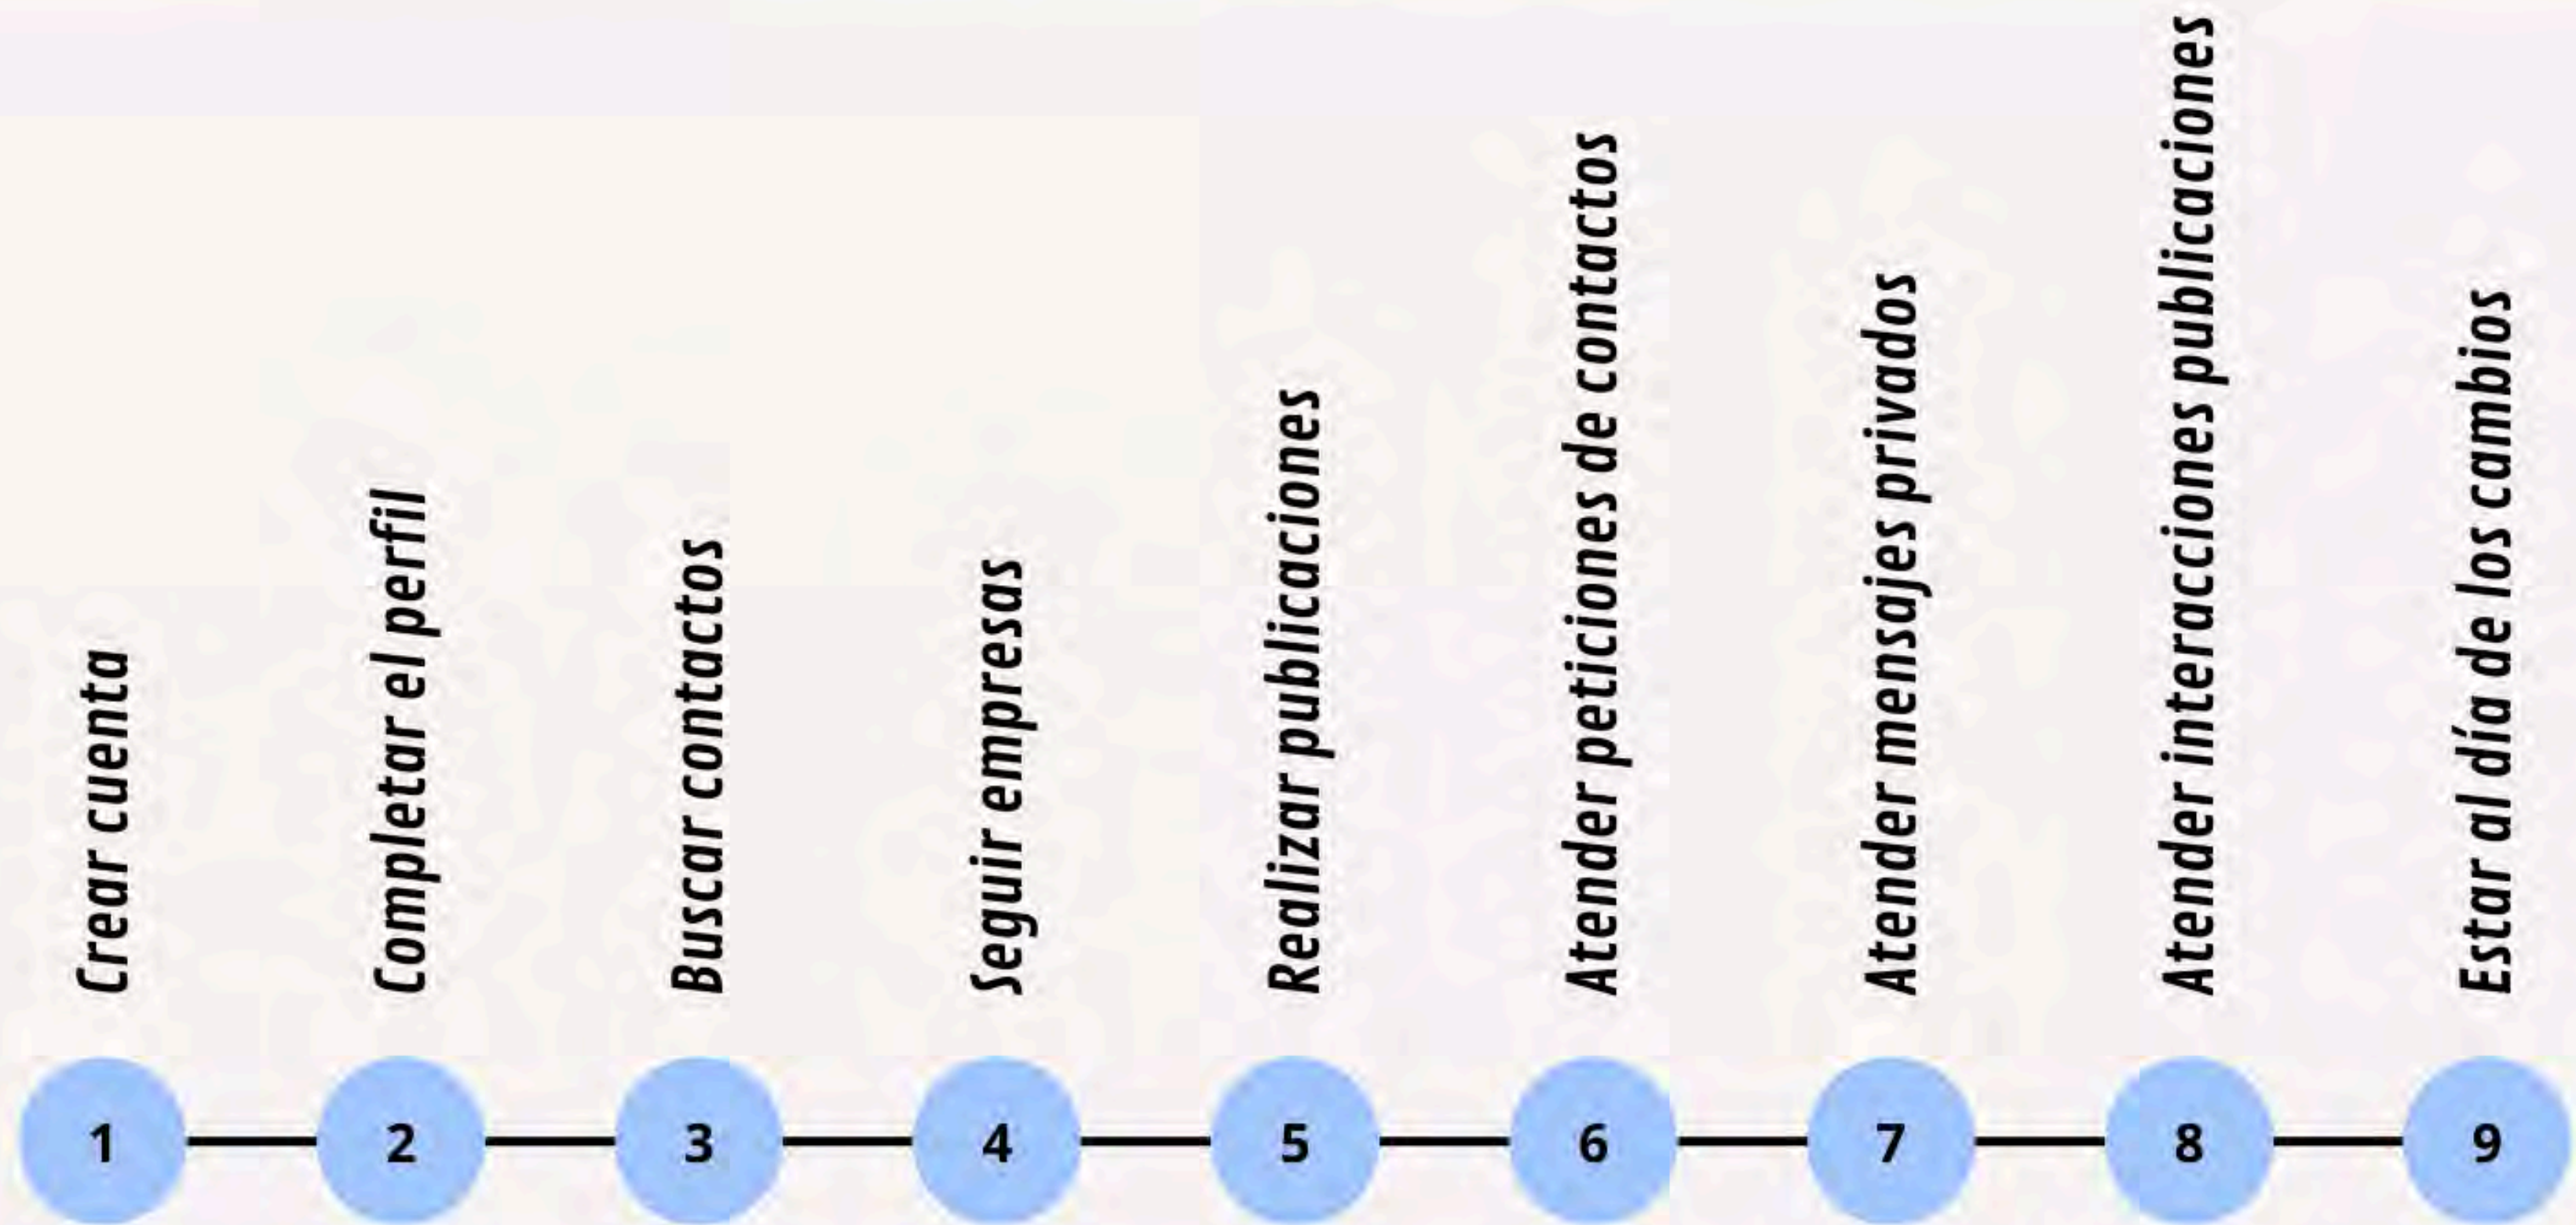 Crear cuenta
Completar el perfil
Buscar contactos
Seguir empresas
Realizar publicaciones
Atender peticiones de contactos
Atender mensajes privados
Atender interacciones publicaciones
Estar al día de los cambios
1
2
3
4
5
6
7
8
9